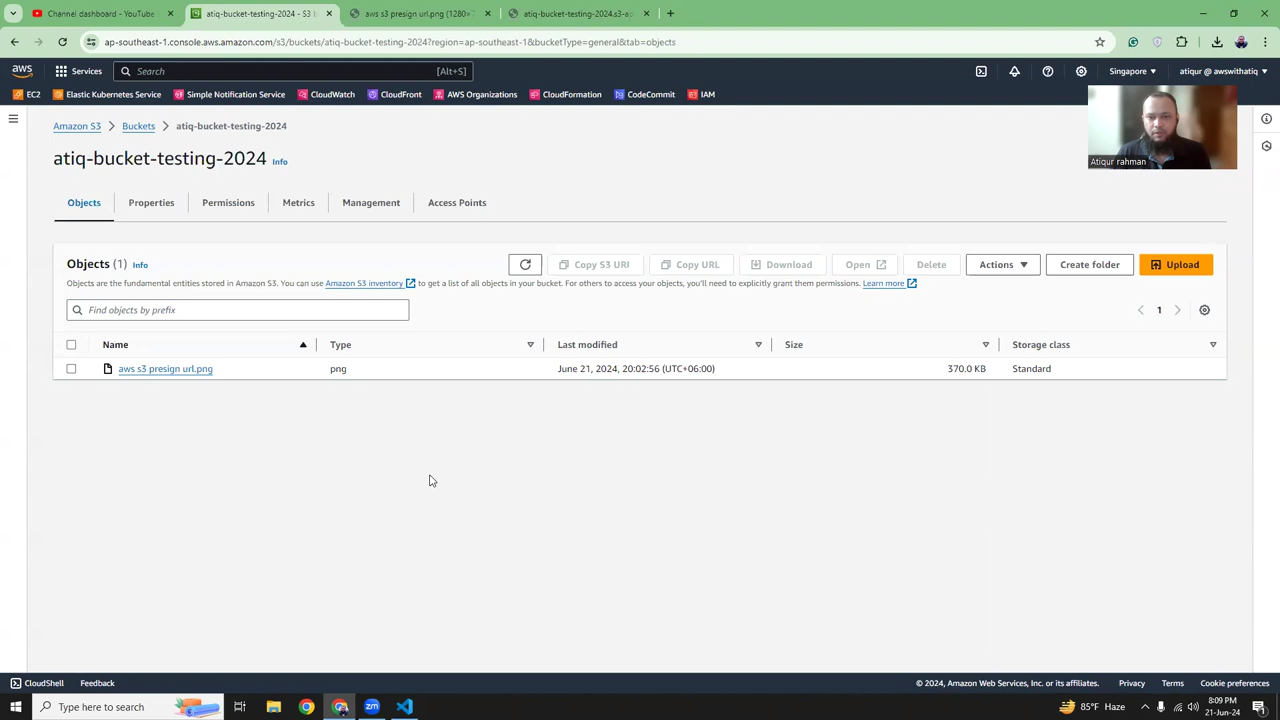 Channel dashboard - YouTube
atiq-bucket-testing-2024 - S3 b
aws s3 presign url.png (1280×7
atiq-bucket-testing-2024.s3-ap
ap-southeast-1.console.aws.amazon.com/s3/buckets/atiq-bucket-testing-2024?region=ap-southeast-1&bucketType=general&tab=objects
aws
Services
Search
[Alt+S]
Singapore
atiqur @ awswithatiq
EC2
Elastic Kubernetes Service
Simple Notification Service
CloudWatch
CloudFront
AWS Organizations
CloudFormation
CodeCommit
IAM
Amazon S3
Buckets
atiq-bucket-testing-2024
atiq-bucket-testing-2024 Info
Atiqur rahman
Objects
Properties
Permissions
Metrics
Management
Access Points
Objects (1) Info
Copy S3 URI
Copy URL
Download
Open
Delete
Actions
Create folder
Upload
Objects are the fundamental entities stored in Amazon S3. You can use Amazon S3 inventory to get a list of all objects in your bucket. For others to access your objects, you'll need to explicitly grant them permissions. Learn more
Find objects by prefix
1
Name
Type
Last modified
Size
Storage class
aws s3 presign url.png
png
June 21, 2024, 20:02:56 (UTC+06:00)
370.0 KB
Standard
CloudShell
Feedback
© 2024, Amazon Web Services, Inc. or its affiliates.
Privacy
Terms
Cookie preferences
Type here to search
zm
85°F Haze
8:09 PM
21-Jun-24